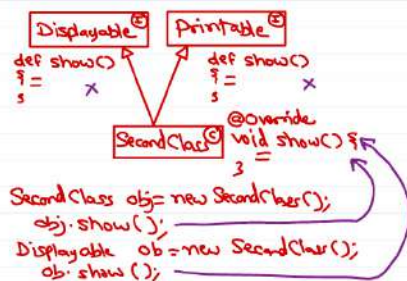 Displayable I Printable I
def show() def show()
{ = {=
} x } x
@Override
SecondClass C void show() {
=
}
SecondClass obj= new SecondClass();
obj.show();
Displayable ob = new SecondClass();
ob.show();